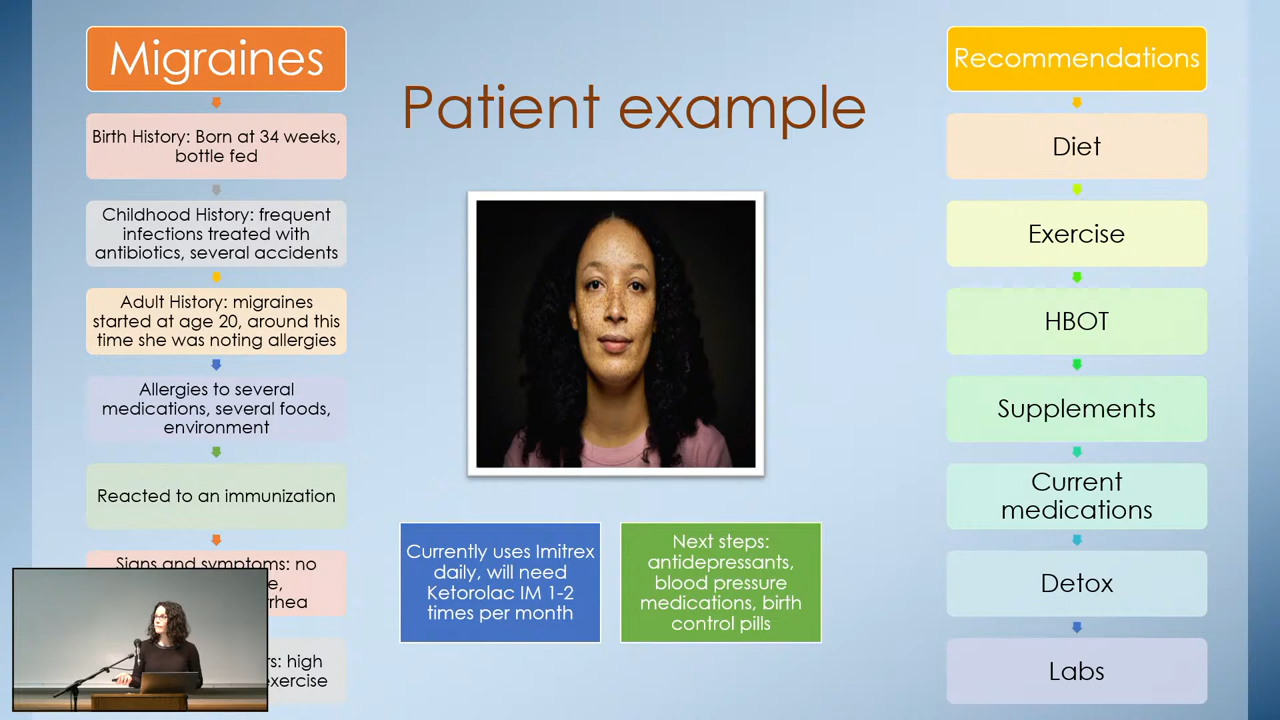 Migraines
Birth History: Born at 34 weeks,
bottle fed
Childhood History: frequent
infections treated with
antibiotics, several accidents
Adult History: migraines
started at age 20, around this
time she was noting allergies
Allergies to several
medications, several foods,
environment
Reacted to an immunization
Signs and symptoms: no
high
exercise
Patient example
Currently uses Imitrex
daily, will need
Ketorolac IM 1-2
times per month
Next steps:
antidepressants,
blood pressure
medications, birth
control pills
Recommendations
Diet
Exercise
HBOT
Supplements
Current
medications
Detox
Labs